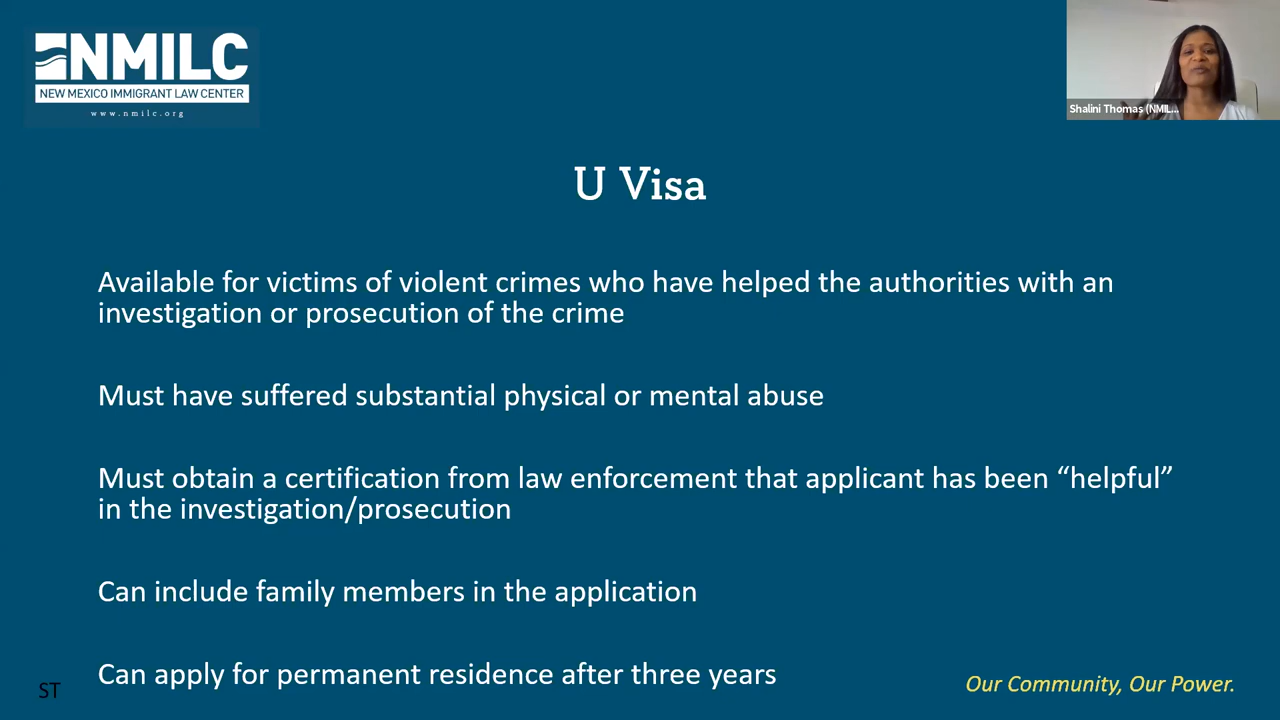 NMILC
NEW MEXICO IMMIGRANT LAW CENTER
www.nmilc.org
Shalini Thomas (NMIL...
U Visa
Available for victims of violent crimes who have helped the authorities with an
investigation or prosecution of the crime
Must have suffered substantial physical or mental abuse
Must obtain a certification from law enforcement that applicant has been “helpful”
in the investigation/prosecution
Can include family members in the application
Can apply for permanent residence after three years
ST
Our Community, Our Power.